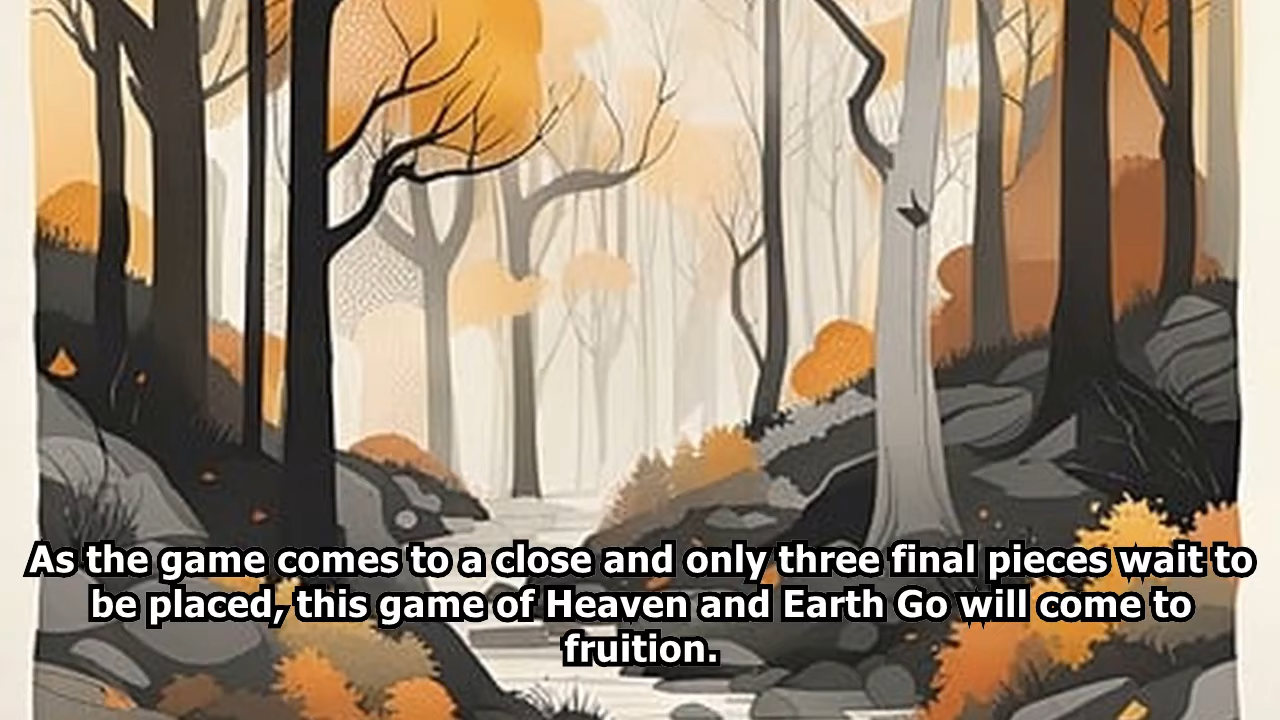 As the game comes to a close and only three final pieces wait to
be placed, this game of Heaven and Earth Go will come to
fruition.